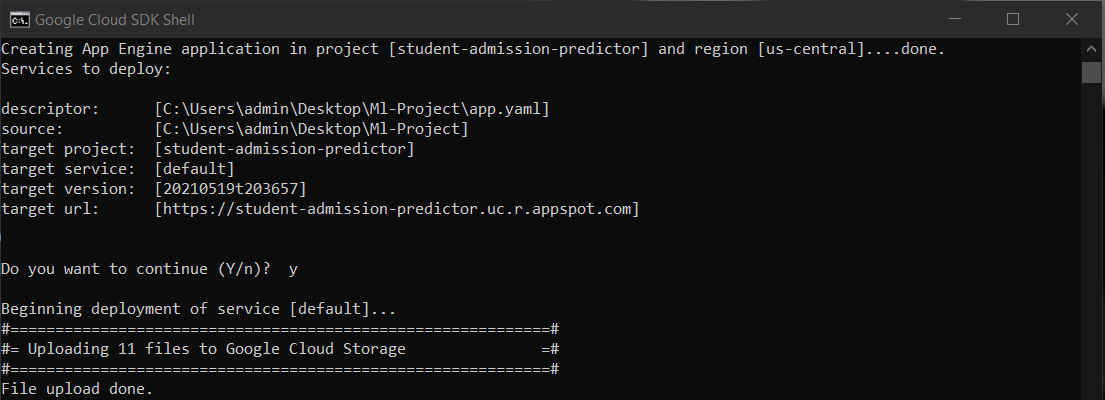 Google Cloud SDK Shell
Creating App Engine application in project [student-admission-predictor] and region [us-central]....done.
Services to deploy:
descriptor:      [C:\Users\admin\Desktop\Ml-Project\app.yaml]
source:          [C:\Users\admin\Desktop\Ml-Project]
target project:  [student-admission-predictor]
target service:  [default]
target version:  [20210519t203657]
target url:      [https://student-admission-predictor.uc.r.appspot.com]
Do you want to continue (Y/n)?  y
Beginning deployment of service [default]...
#============================================================#
#= Uploading 11 files to Google Cloud Storage               =#
#============================================================#
File upload done.